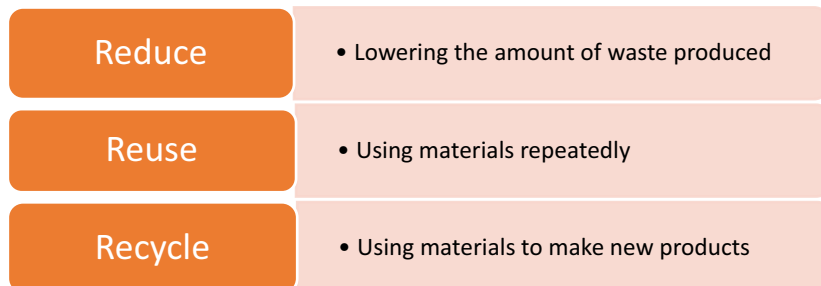 Reduce
• Lowering the amount of waste produced
Reuse
• Using materials repeatedly
Recycle
• Using materials to make new products